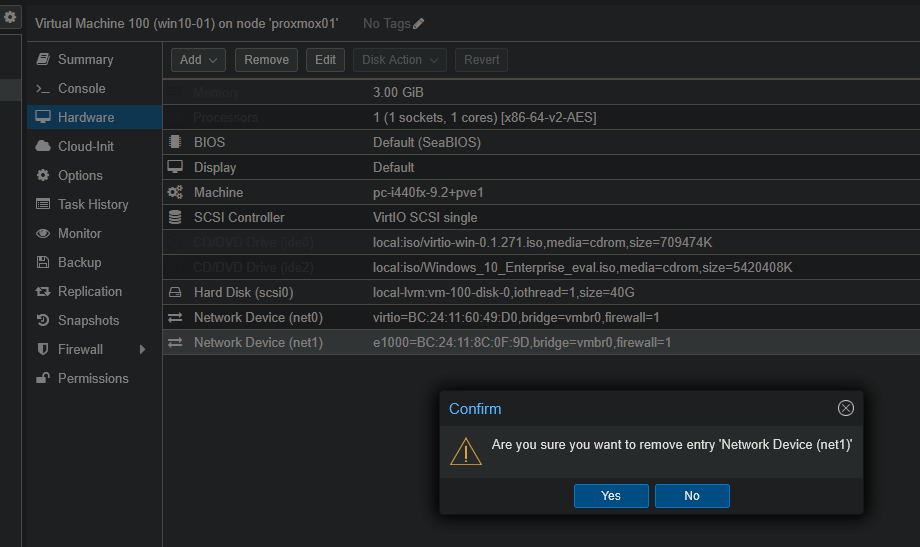 Virtual Machine 100 (win10-01) on node 'proxmox01' No Tags
Summary
Console
Hardware
Cloud-Init
Options
Task History
Monitor
Backup
Replication
Snapshots
Firewall
Permissions
Add Remove Edit Disk Action Revert
Memory 3.00 GiB
Processors 1 (1 sockets, 1 cores) [x86-64-v2-AES]
BIOS Default (SeaBIOS)
Display Default
Machine pc-i440fx-9.2+pve1
SCSI Controller VirtIO SCSI single
CD/DVD Drive (ide0) local:iso/virtio-win-0.1.271.iso,media=cdrom,size=709474K
CD/DVD Drive (ide2) local:iso/Windows_10_Enterprise_eval.iso,media=cdrom,size=5420408K
Hard Disk (scsi0) local-lvm:vm-100-disk-0,iothread=1,size=40G
Network Device (net0) virtio=BC:24:11:60:49:D0,bridge=vmbr0,firewall=1
Network Device (net1) e1000=BC:24:11:8C:0F:9D,bridge=vmbr0,firewall=1
Confirm
Are you sure you want to remove entry 'Network Device (net1)'
Yes No